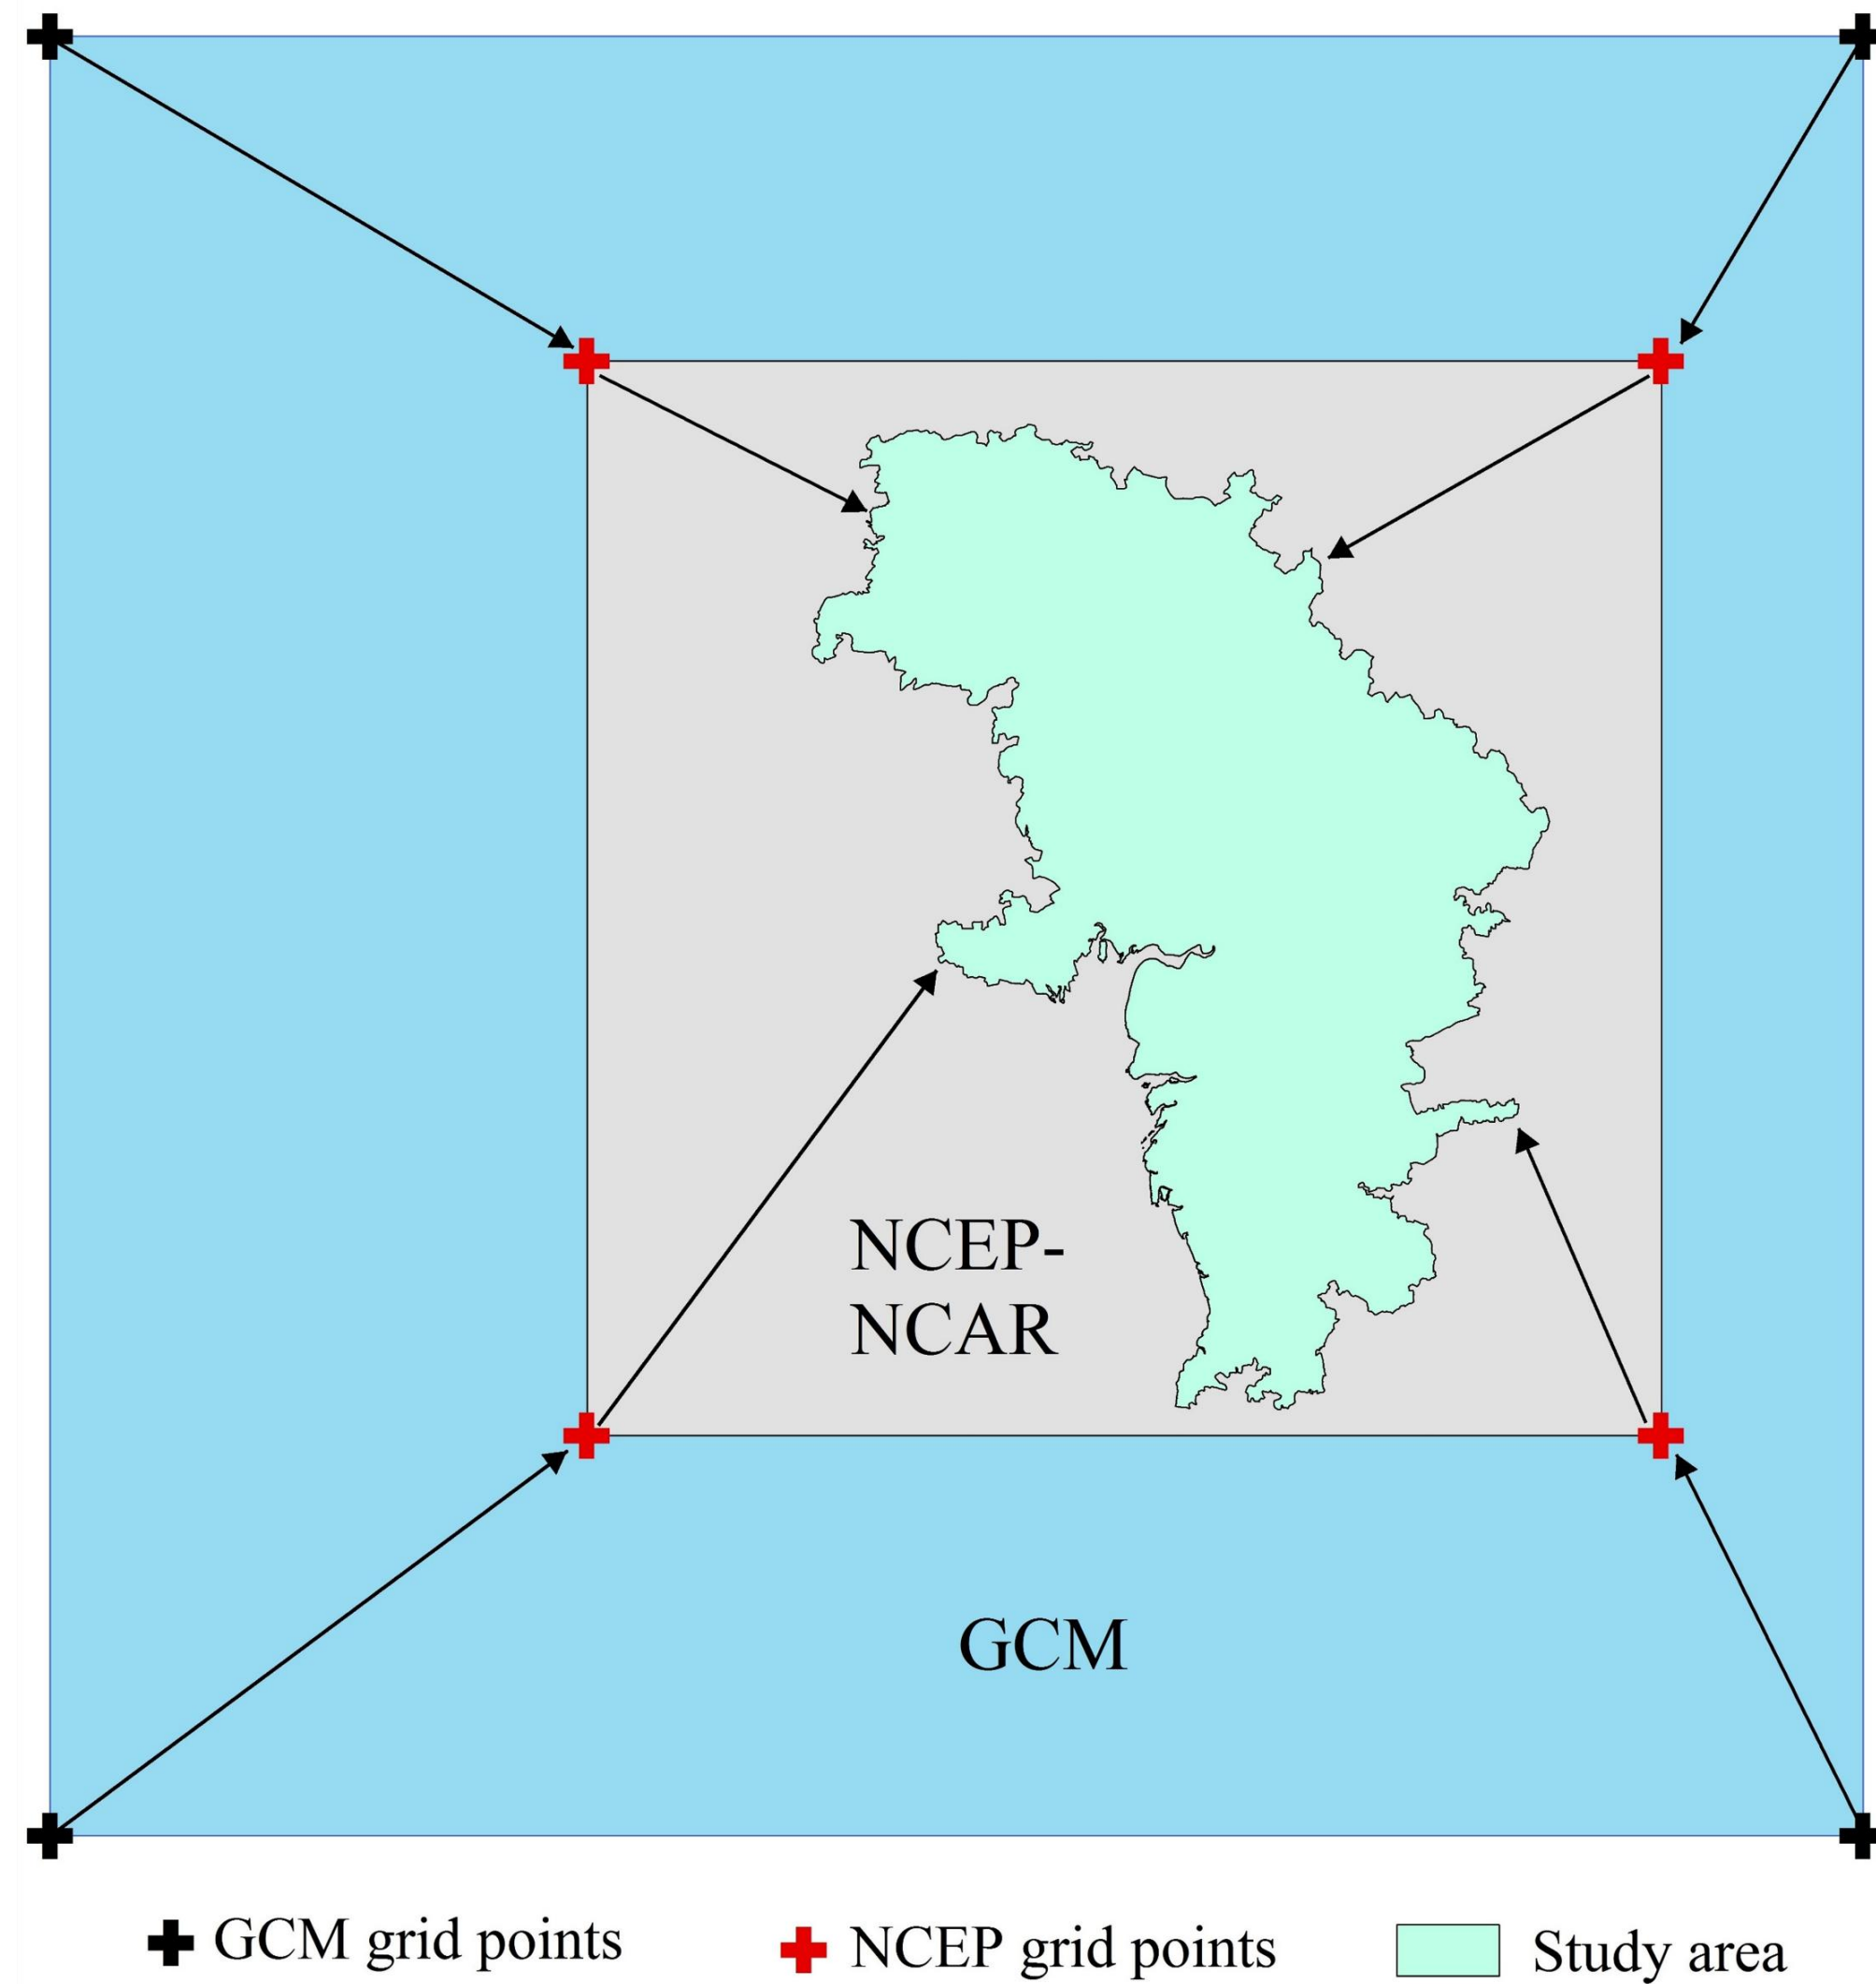 NCEP-
NCAR
GCM
GCM grid points
NCEP grid points
Study area